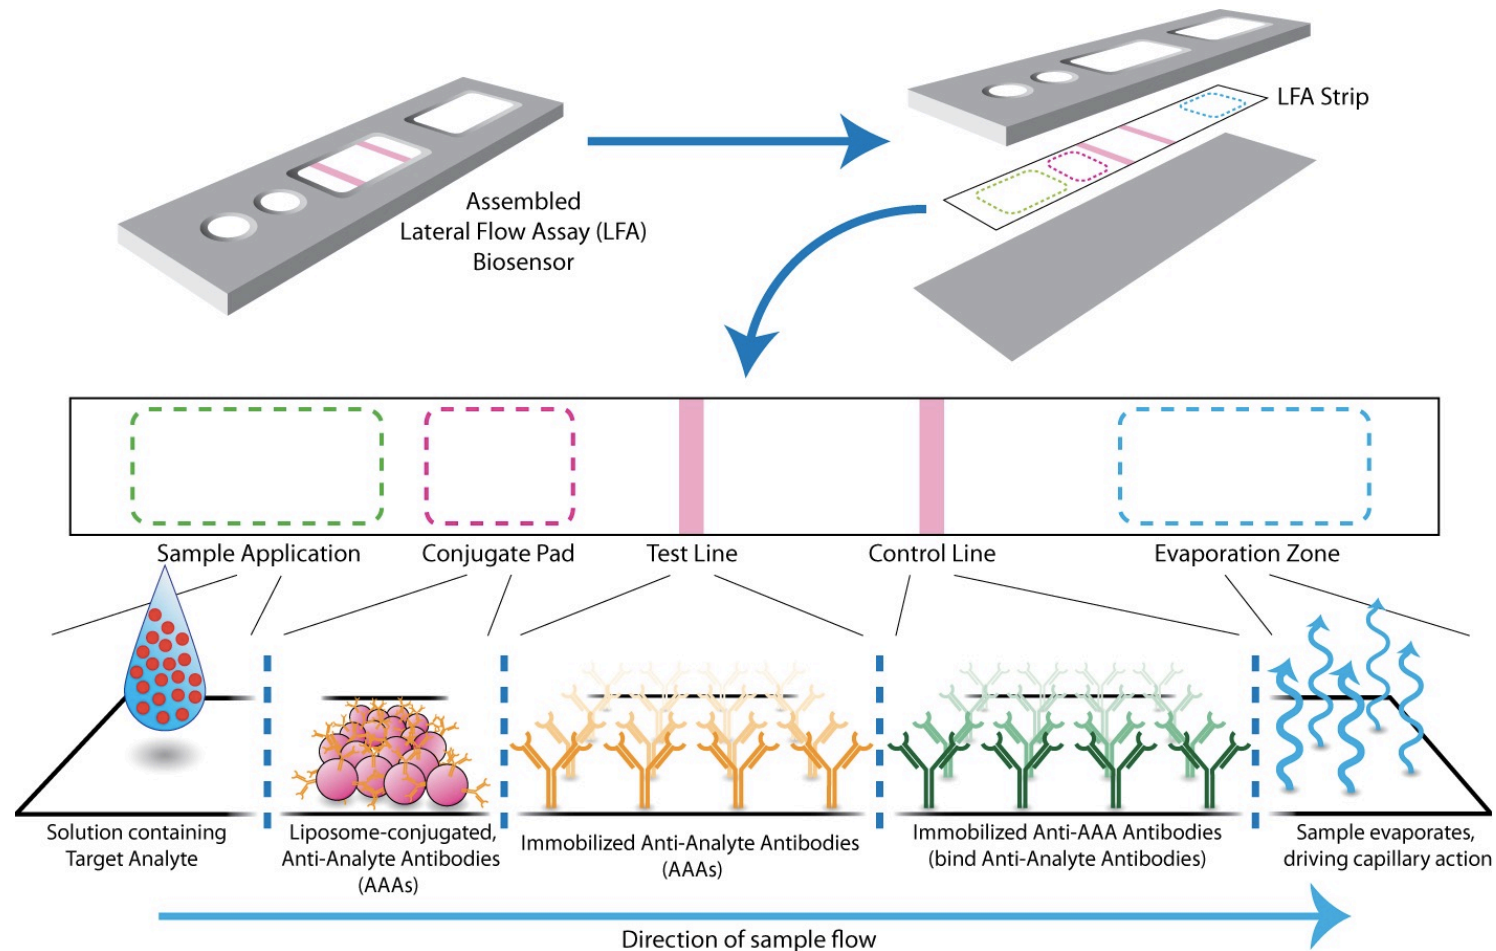 LFA Strip
Assembled
Lateral Flow Assay (LFA)
Biosensor
Sample Application
Conjugate Pad
Test Line
Control Line
Evaporation Zone
Solution containing
Target Analyte
Liposome-conjugated,
Anti-Analyte Antibodies
(AAAs)
Immobilized Anti-Analyte Antibodies
(AAAs)
Immobilized Anti-AAA Antibodies
(bind Anti-Analyte Antibodies)
Sample evaporates,
driving capillary action
Direction of sample flow